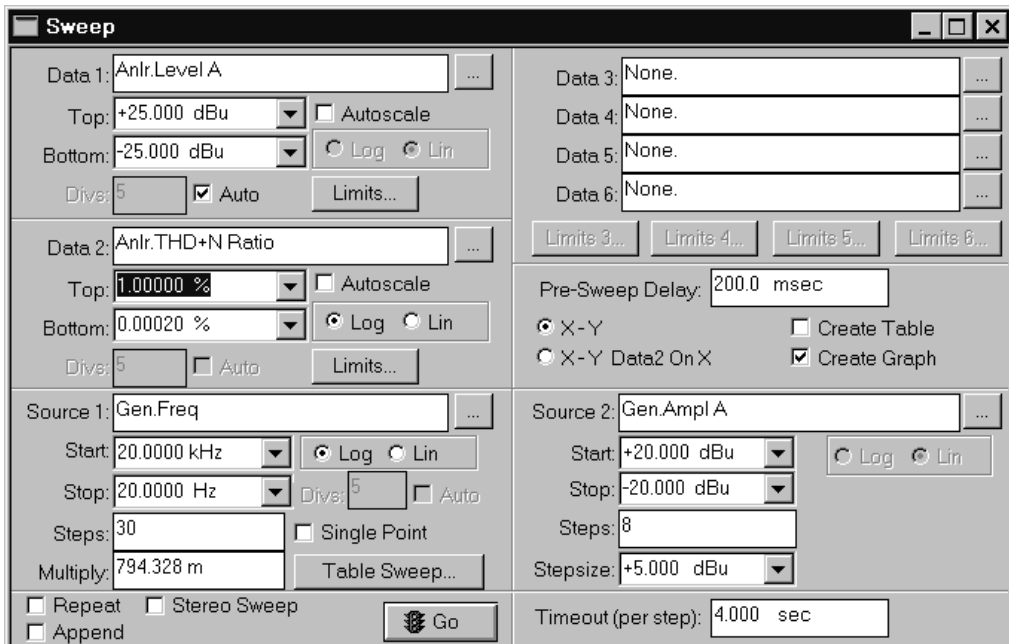 Sweep
Data 1: Anlr.Level A ...
Top: +25.000 dBu Autoscale
Bottom: -25.000 dBu Log Lin
Divs: 5 Auto Limits...
Data 2: Anlr.THD+N Ratio ...
Top: 1.00000 % Autoscale
Bottom: 0.00020 % Log Lin
Divs: 5 Auto Limits...
Source 1: Gen.Freq ...
Start: 20.0000 kHz Log Lin
Stop: 20.0000 Hz Divs: 5 Auto
Steps: 30 Single Point
Multiply: 794.328 m Table Sweep...
Repeat Stereo Sweep
Append Go
Data 3: None. ...
Data 4: None. ...
Data 5: None. ...
Data 6: None. ...
Limits 3... Limits 4... Limits 5... Limits 6...
Pre-Sweep Delay: 200.0 msec
X-Y Create Table
X-Y Data2 On X Create Graph
Source 2: Gen.Ampl A ...
Start: +20.000 dBu Log Lin
Stop: -20.000 dBu
Steps: 8
Stepsize: +5.000 dBu
Timeout (per step): 4.000 sec